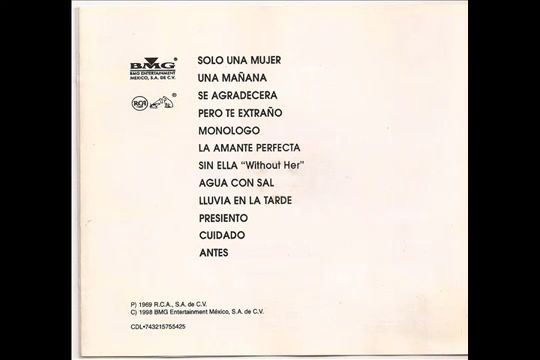 BMG
BMG ENTERTAINMENT
MÉXICO, S.A. DE C.V.
RCA
SOLO UNA MUJER
UNA MAÑANA
SE AGRADECERA
PERO TE EXTRAÑO
MONOLOGO
LA AMANTE PERFECTA
SIN ELLA “Without Her”
AGUA CON SAL
LLUVIA EN LA TARDE
PRESIENTO
CUIDADO
ANTES
P) 1969 R.C.A., S.A. de C.V.
C) 1998 BMG Entertainment México, S.A. de C.V.
CDL•743215755425